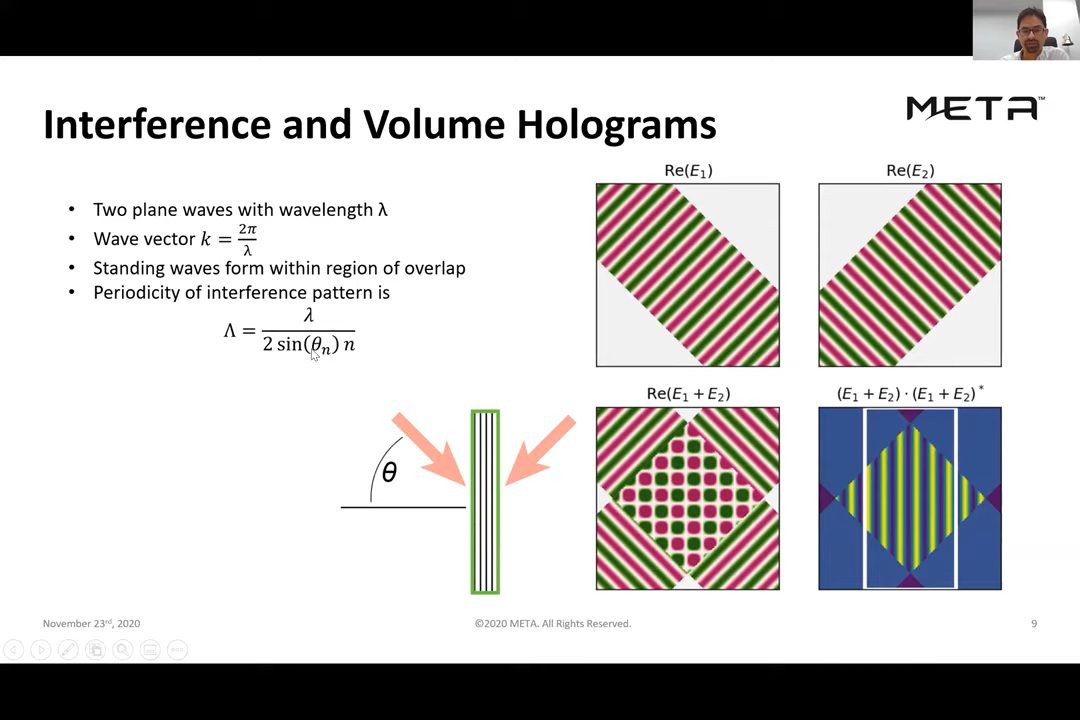 META™
Interference and Volume Holograms
• Two plane waves with wavelength λ
• Wave vector k = 2π/λ
• Standing waves form within region of overlap
• Periodicity of interference pattern is
Λ = λ / 2 sin(θₙ) n
θ
Re(E₁)
Re(E₂)
Re(E₁ + E₂)
(E₁ + E₂) · (E₁ + E₂)*
November 23rd, 2020
©2020 META. All Rights Reserved.
9